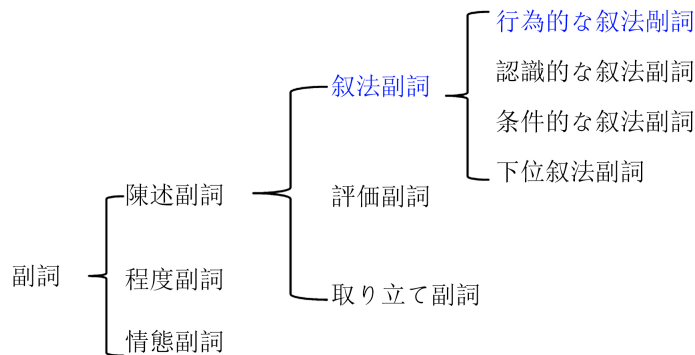 行為的な叙法剮詞
叙法副詞
認識的な叙法副詞
条件的な叙法副詞
下位叙法副詞
陳述副詞
評価副詞
副詞
程度副詞
取り立て副詞
情態副詞